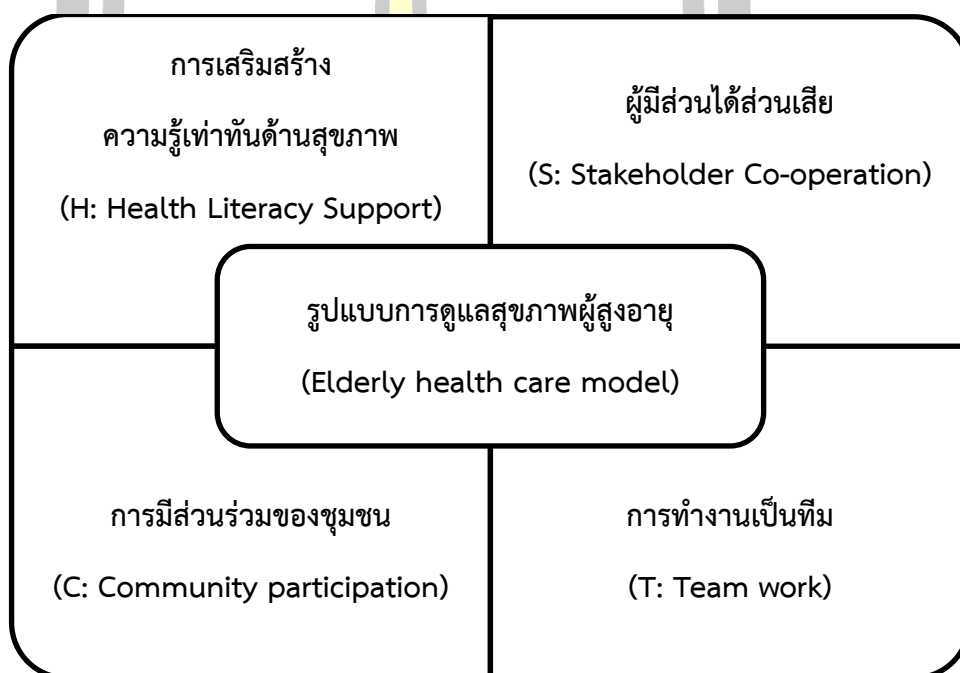 การเสริมสร้าง
ความรู้เท่าทันด้านสุขภาพ
(H: Health Literacy Support)
ผู้มีส่วนได้ส่วนเสีย
(S: Stakeholder Co-operation)
รูปแบบการดูแลสุขภาพผู้สูงอายุ
(Elderly health care model)
การมีส่วนร่วมของชุมชน
(C: Community participation)
การทำงานเป็นทีม
(T: Team work)